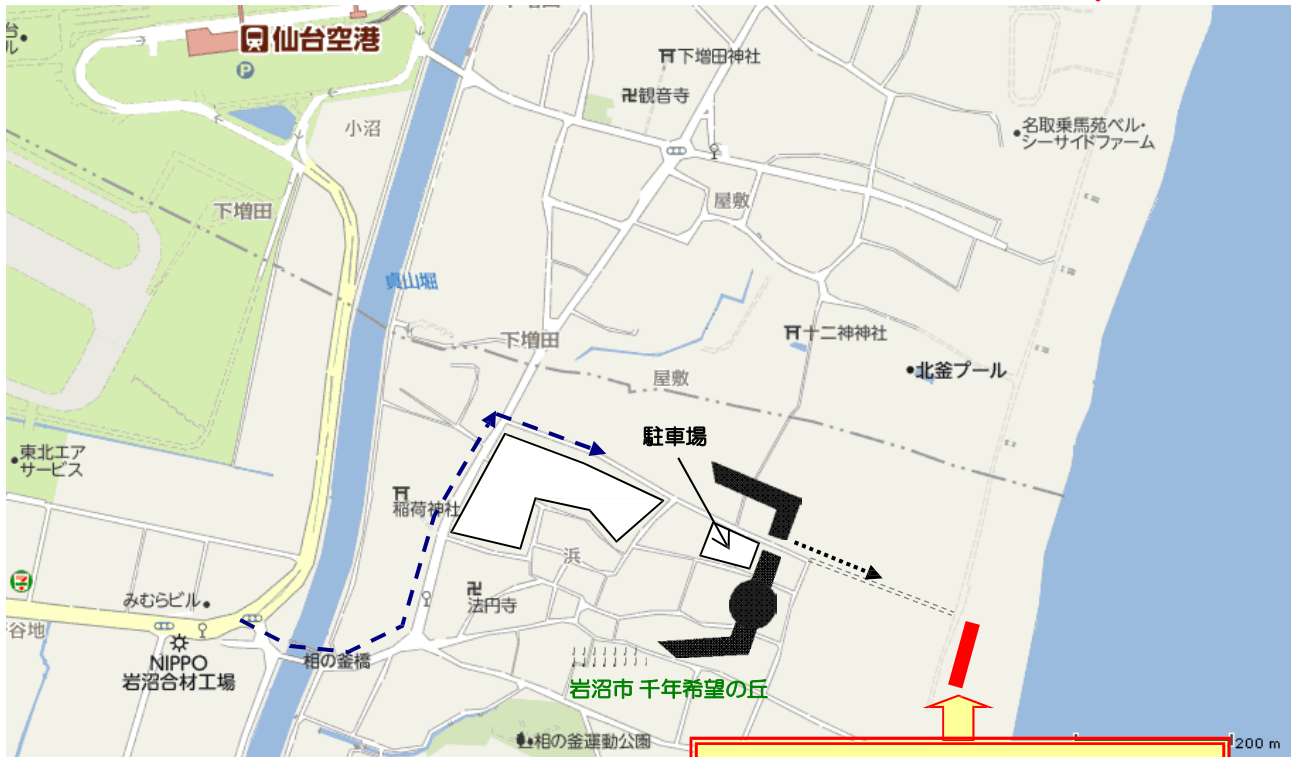 仙台空港
P
小沼
下増田
下増田神社
観音寺
名取乗馬苑ベル・
シーサイドファーム
屋敷
貞山堀
下増田
十二神神社
屋敷
北釜プール
東北エア
サービス
駐車場
稲荷神社
浜
法円寺
みむらビル
谷地
NIPPO
岩沼合材工場
相の釜橋
岩沼市 千年希望の丘
相の釜運動公園
200 m